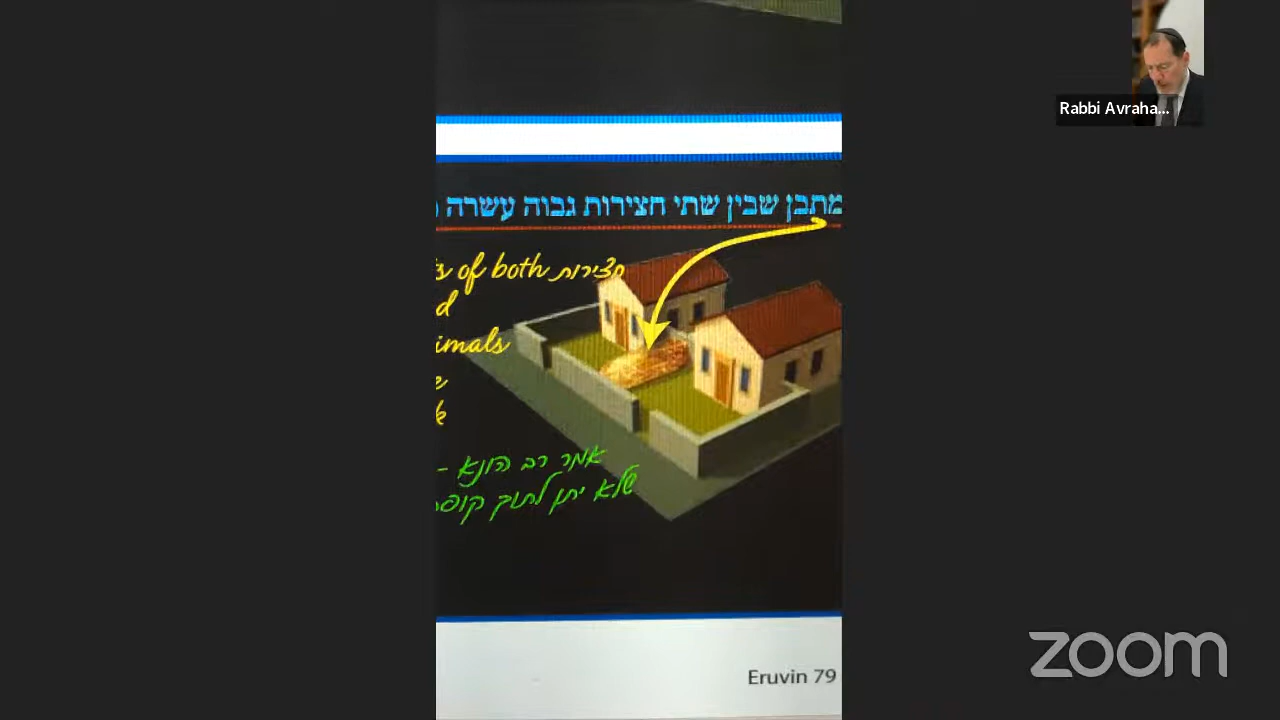 Rabbi Avraha...
מתבן שבין שתי חצירות גבוה עשרה
of both חצירות
imals
אמר רב הונא -
שלא יתן לתוך קופת
Eruvin 79
zoom